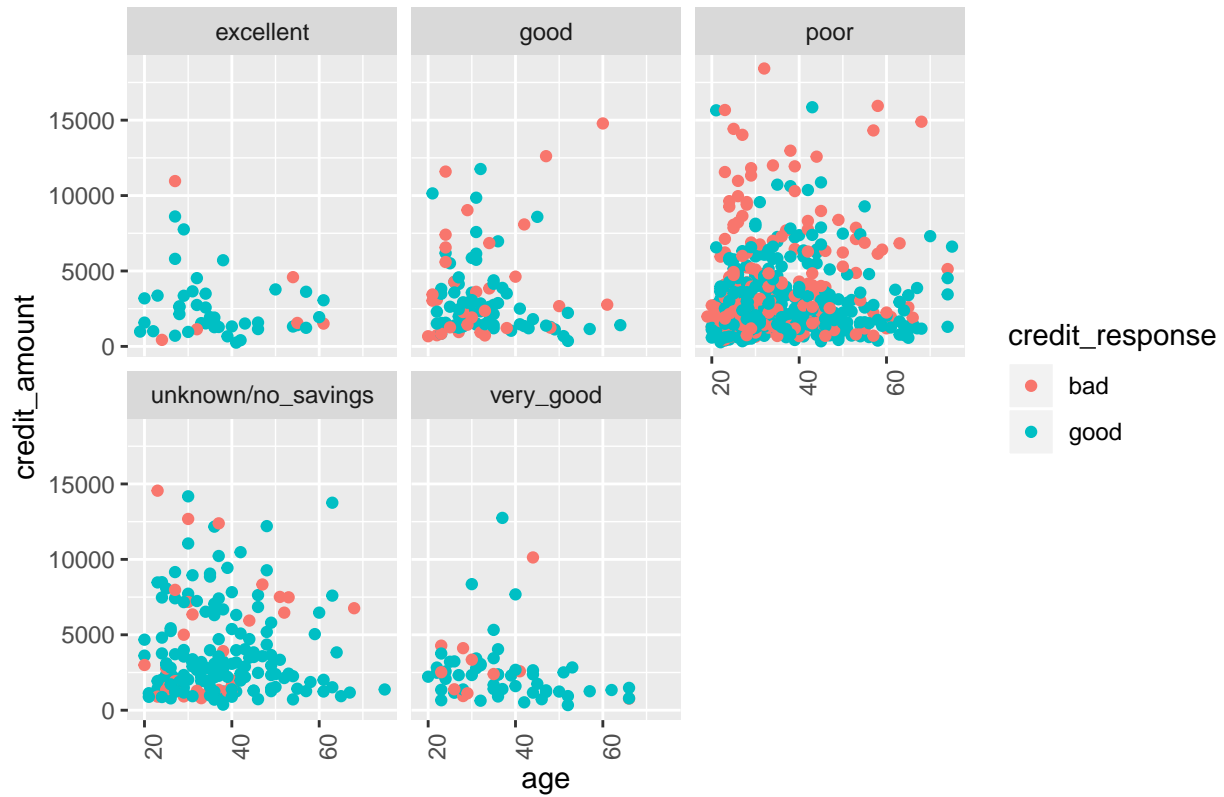 excellent
good
poor
15000
10000
5000
0
20
40
60
unknown/no_savings
very_good
15000
10000
5000
0
20
40
60
20
40
60
age
credit_amount
credit_response
bad
good